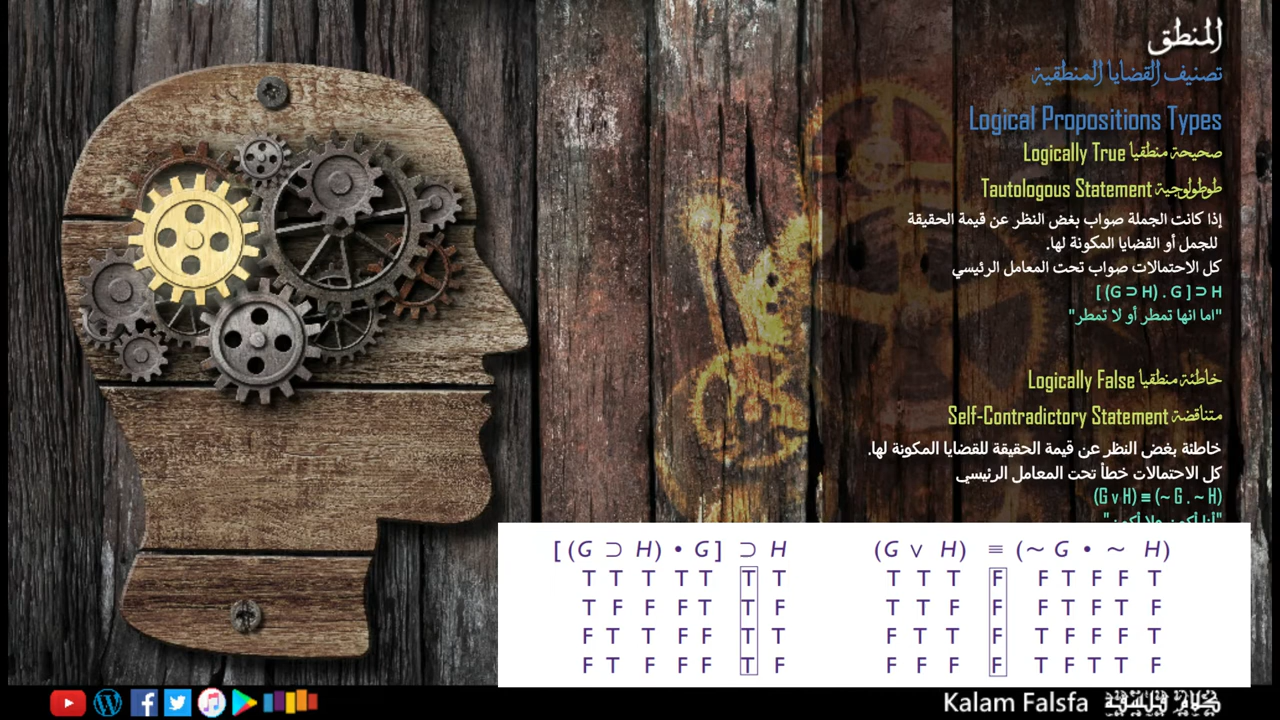 المنطق
تصنيف القضايا المنطقية
Logical Propositions Types
صحيحة منطقيا Logically True
طوطولوجية Tautologous Statement
إذا كانت الجملة صواب بغض النظر عن قيمة الحقيقة
للجمل أو القضايا المكونة لها.
كل الاحتمالات صواب تحت المعامل الرئيسي
[ (G ⊃ H) . G ] ⊃ H
"اما انها تمطر أو لا تمطر"
خاطئة منطقيا Logically False
متناقضة Self-Contradictory Statement
خاطئة بغض النظر عن قيمة الحقيقة للقضايا المكونة لها.
كل الاحتمالات خطأ تحت المعامل الرئيسي
(G v H) ≡ (~ G . ~ H)
[ (G ⊃ H) • G ] ⊃ H
T T T T T T T
T F F F T T F
F T T F F T T
F T F F F T F
(G v H) ≡ (~ G • ~ H)
T T T F F T F F T
T T F F F T F T F
F T T F T F F F T
F F F F T F T T F
Kalam Falsfa كلام فلسفة